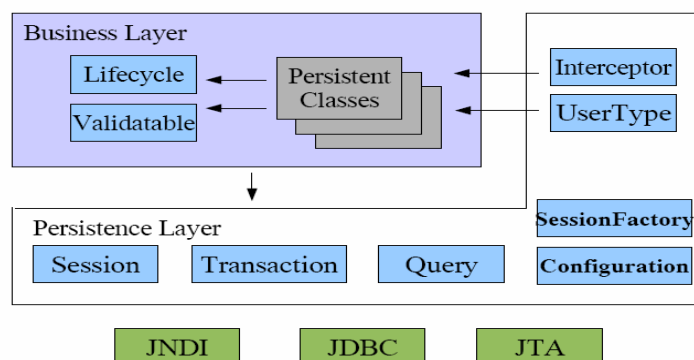 Business Layer
Lifecycle
Persistent
Classes
Interceptor
Validatable
UserType
Persistence Layer
SessionFactory
Session
Transaction
Query
Configuration
JNDI
JDBC
JTA